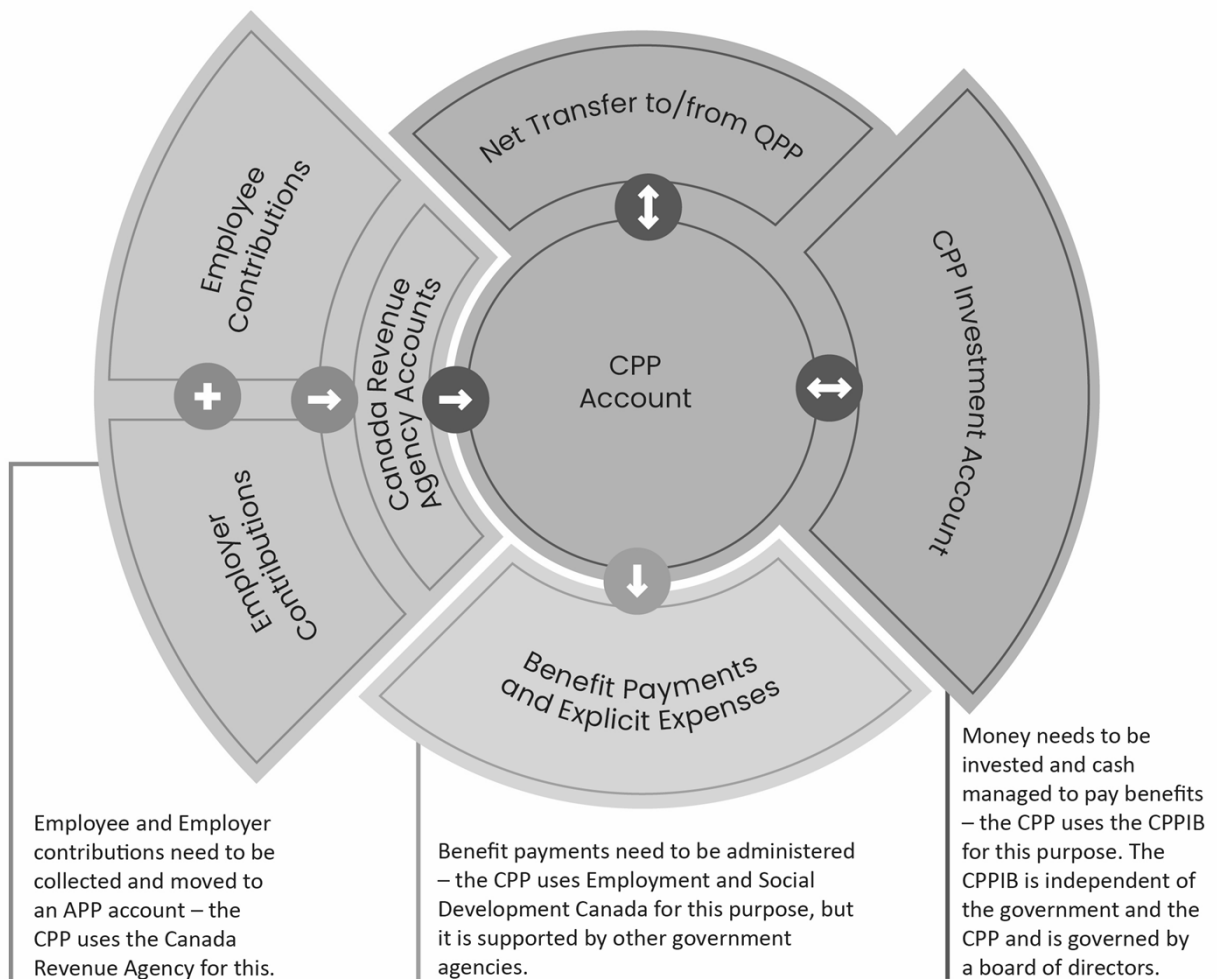 Net Transfer to/from QPP
Employee
Contributions
Employer
Contributions
Canada Revenue
Agency Accounts
CPP
Account
CPP Investment Account
Benefit Payments
and Explicit Expenses
Employee and Employer
contributions need to be
collected and moved to
an APP account – the
CPP uses the Canada
Revenue Agency for this.
Benefit payments need to be administered
– the CPP uses Employment and Social
Development Canada for this purpose, but
it is supported by other government
agencies.
Money needs to be
invested and cash
managed to pay benefits
– the CPP uses the CPPIB
for this purpose. The
CPPIB is independent of
the government and the
CPP and is governed by
a board of directors.